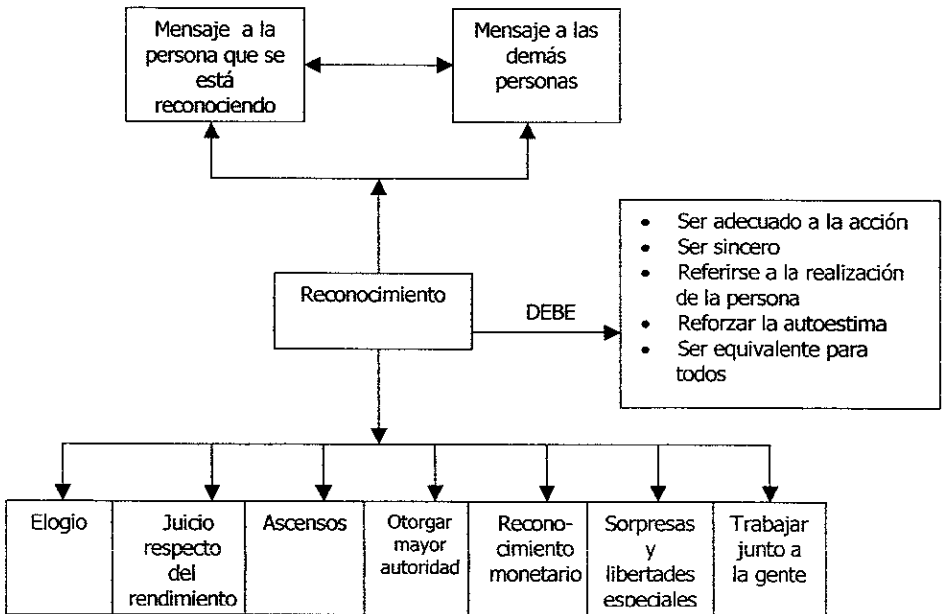 Mensaje a la
persona que se
está
reconociendo
Mensaje a las
demás
personas
• Ser adecuado a la acción
• Ser sincero
• Referirse a la realización
de la persona
• Reforzar la autoestima
• Ser equivalente para
todos
Reconocimiento
DEBE
Elogio
Juicio
respecto
del
rendimiento
Ascensos
Otorgar
mayor
autoridad
Recono-
cimiento
monetario
Sorpresas
y
libertades
especiales
Trabajar
junto a
la gente